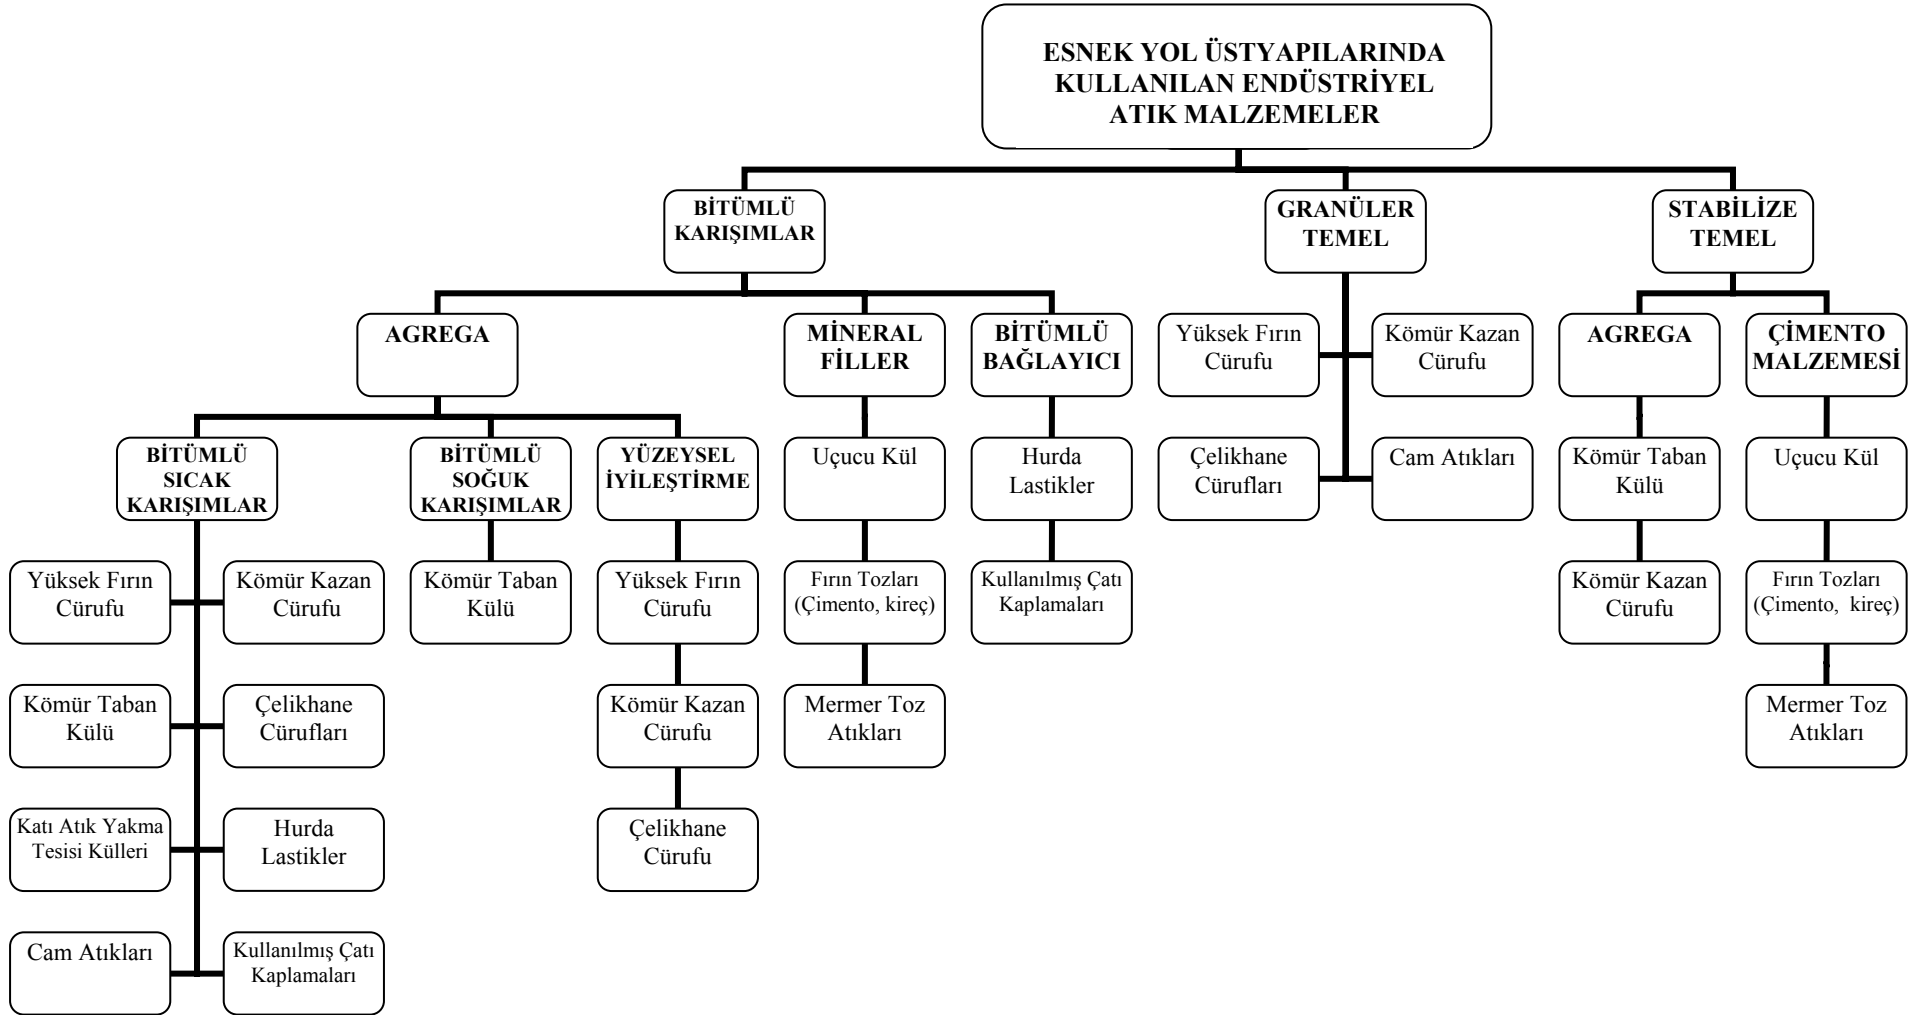 ESNEK YOL ÜSTYAPILARINDA
KULLANILAN ENDÜSTRİYEL
ATIK MALZEMELER
BİTÜMLÜ
KARIŞIMLAR
GRANÜLER
TEMEL
STABİLİZE
TEMEL
AGREGA
MİNERAL
FİLLER
BİTÜMLÜ
BAĞLAYICI
Yüksek Fırın
Cürufu
Kömür Kazan
Cürufu
AGREGA
ÇİMENTO
MALZEMESİ
BİTÜMLÜ
SICAK
KARIŞIMLAR
BİTÜMLÜ
SOĞUK
KARIŞIMLAR
YÜZEYSEL
İYİLEŞTİRME
Uçucu Kül
Hurda
Lastikler
Çelikhane
Cürufları
Cam Atıkları
Kömür Taban
Külü
Uçucu Kül
Yüksek Fırın
Cürufu
Kömür Kazan
Cürufu
Kömür Taban
Külü
Yüksek Fırın
Cürufu
Fırın Tozları
(Çimento, kireç)
Kullanılmış Çatı
Kaplamaları
Kömür Kazan
Cürufu
Fırın Tozları
(Çimento, kireç)
Kömür Taban
Külü
Çelikhane
Cürufları
Kömür Kazan
Cürufu
Mermer Toz
Atıkları
Mermer Toz
Atıkları
Katı Atık Yakma
Tesisi Külleri
Hurda
Lastikler
Çelikhane
Cürufu
Cam Atıkları
Kullanılmış Çatı
Kaplamaları